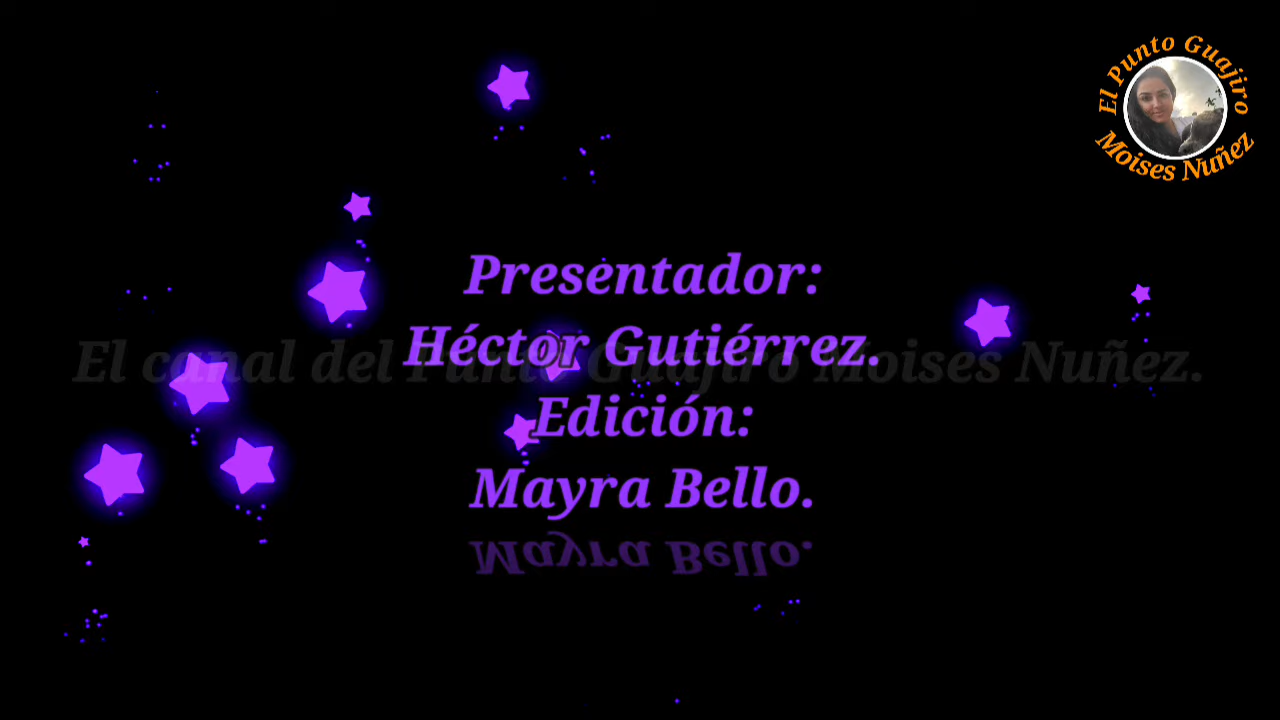 El Punto Guajiro
Moises Nuñez
Presentador:
Héctor Gutiérrez.
El canal del Punto Guajiro Moises Nuñez.
Edición:
Mayra Bello.
Mayra Bello.